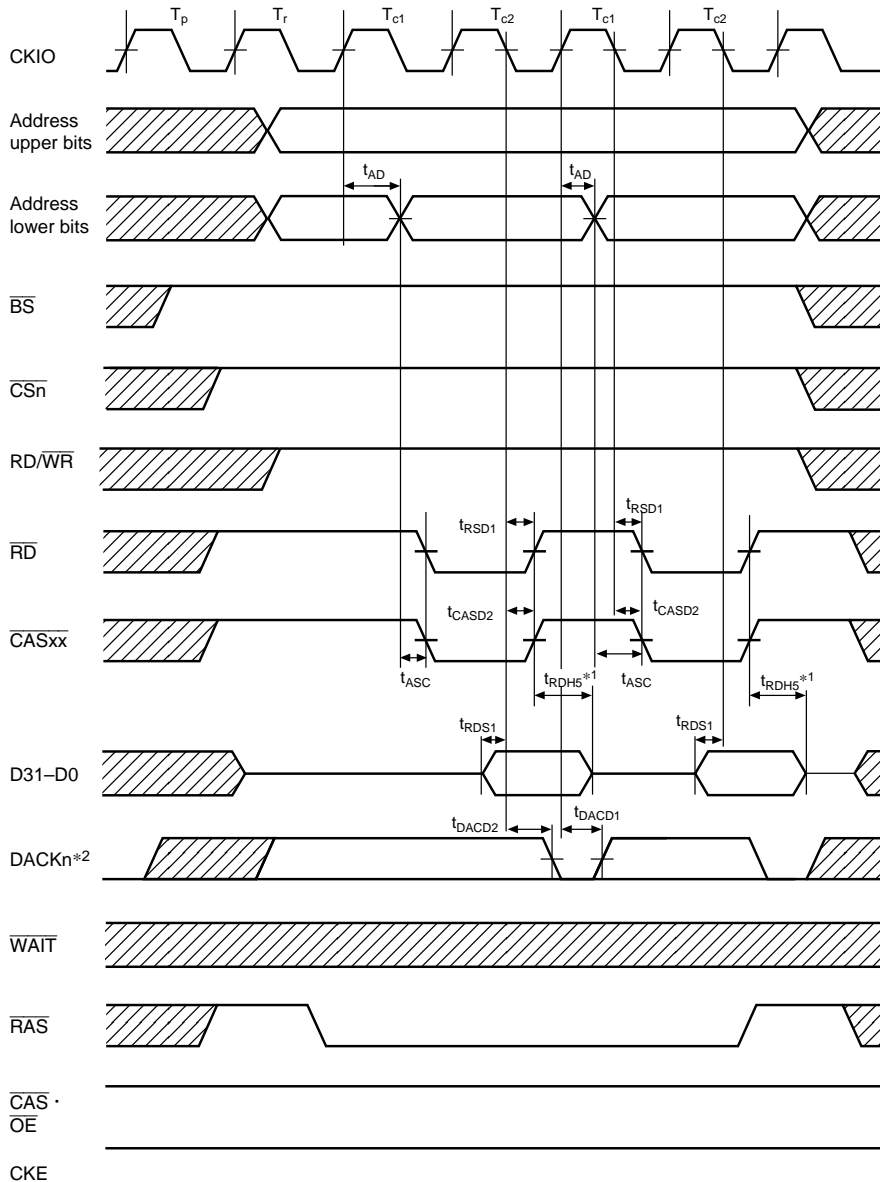 Tp Tr Tc1 Tc2 Tc1 Tc2
CKIO
Address
upper bits
tAD tAD
Address
lower bits
BS
CSn
RD/WR
tRSD1 tRSD1
RD
tCASD2 tCASD2
CASxx
tASC tRDH5*1 tASC tRDH5*1
tRDS1 tRDS1
D31–D0
tDACD2 tDACD1
DACKn*2
WAIT
RAS
CAS ·
OE
CKE